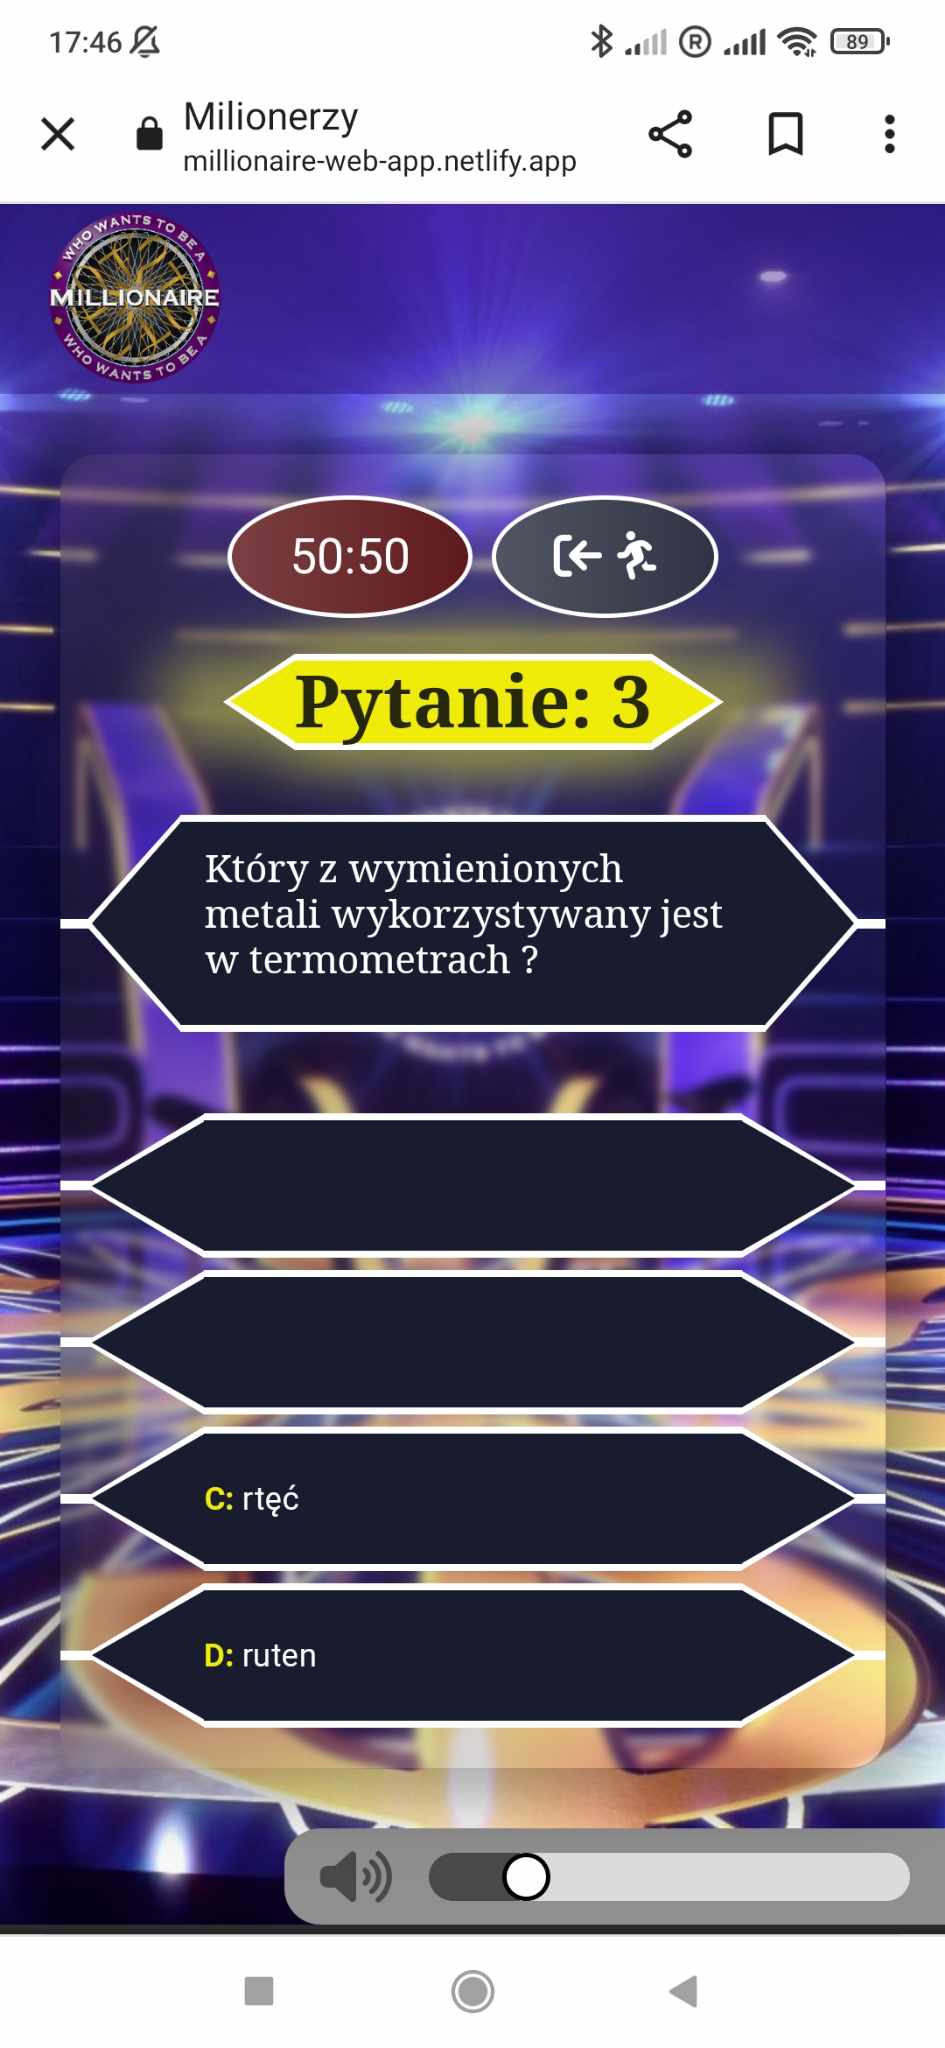 17:46
R
89
Milionerzy
millionaire-web-app.netlify.app
WHO WANTS TO BE A
MILLIONAIRE
WHO WANTS TO BE A
50:50
Pytanie: 3
Który z wymienionych
metali wykorzystywany jest
w termometrach ?
C: rtęć
D: ruten